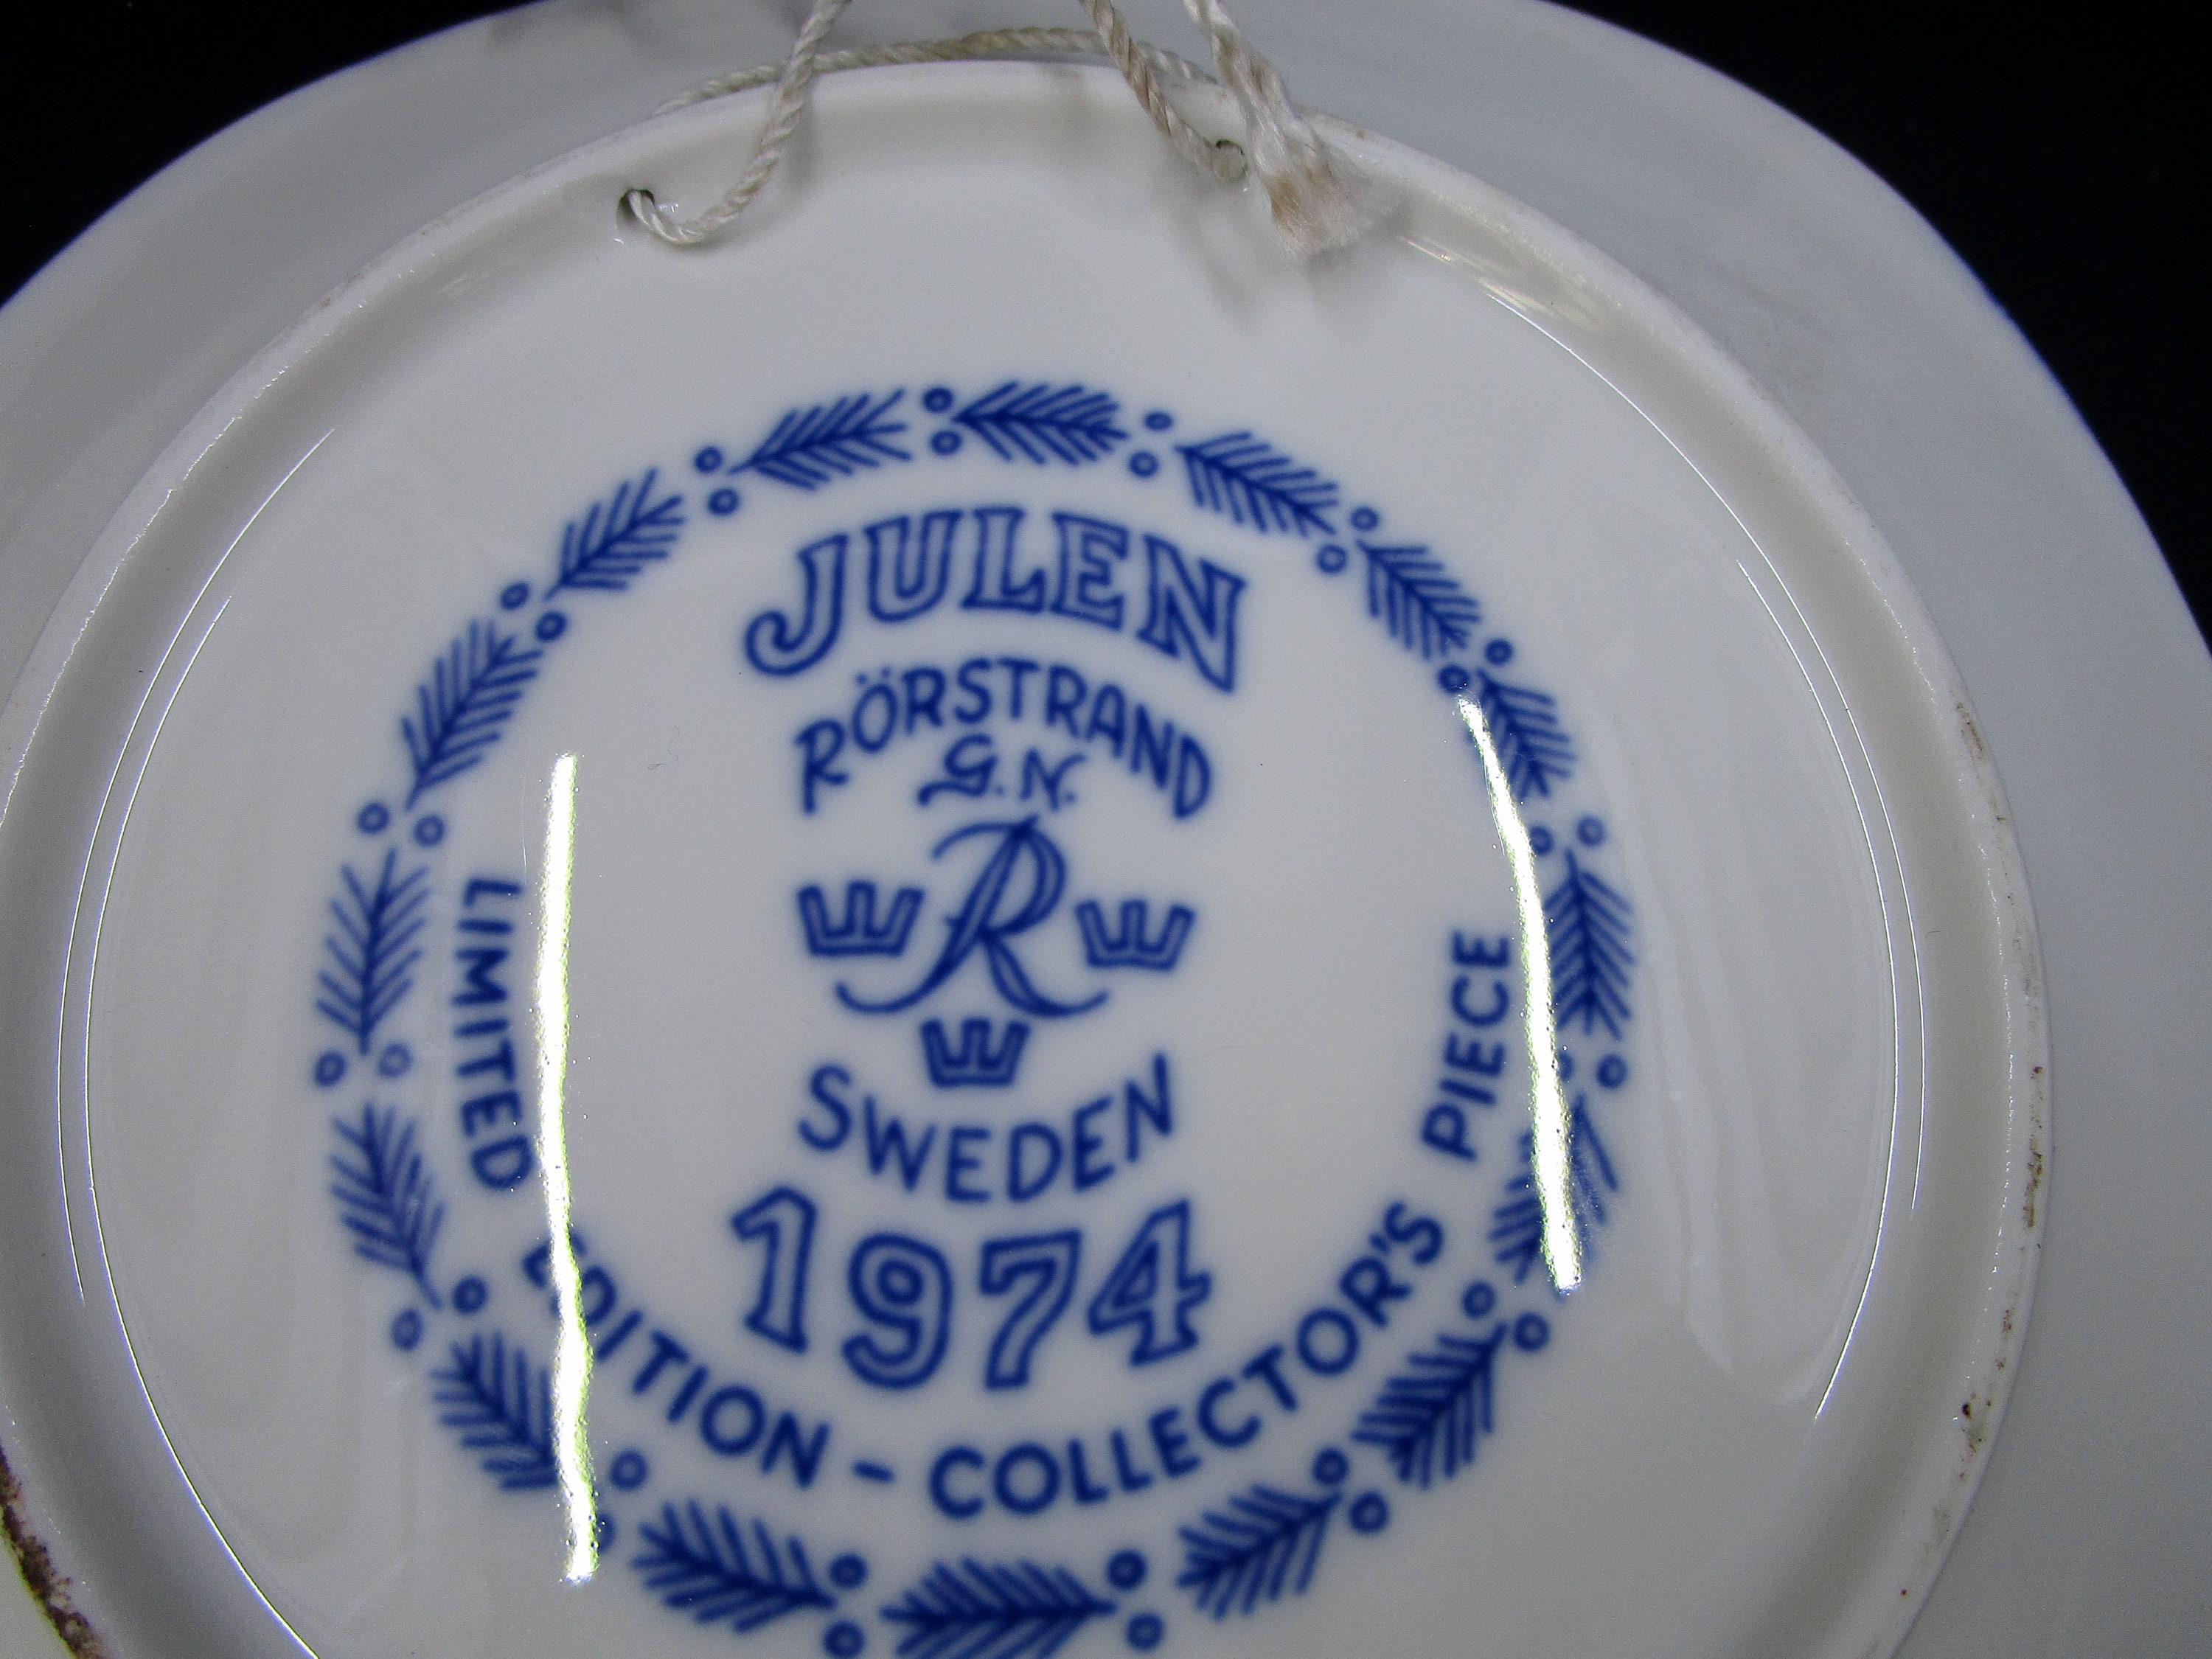 JULEN
RÖRSTRAND
G.N.
R
SWEDEN
1974
LIMITED EDITION - COLLECTOR'S PIECE